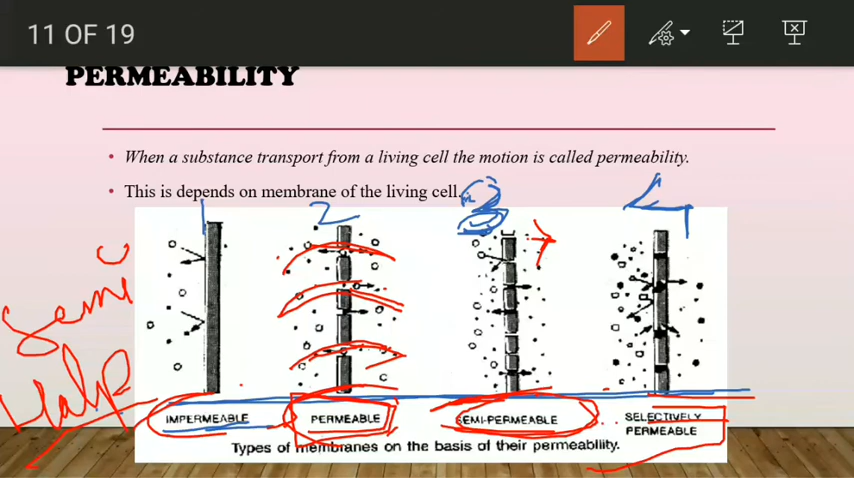 11 OF 19
PERMEABILITY
• When a substance transport from a living cell the motion is called permeability.
• This is depends on membrane of the living cell.
1 2 3 4
Semi
IMPERMEABLE PERMEABLE SEMI-PERMEABLE SELECTIVELY PERMEABLE
Types of membranes on the basis of their permeability.